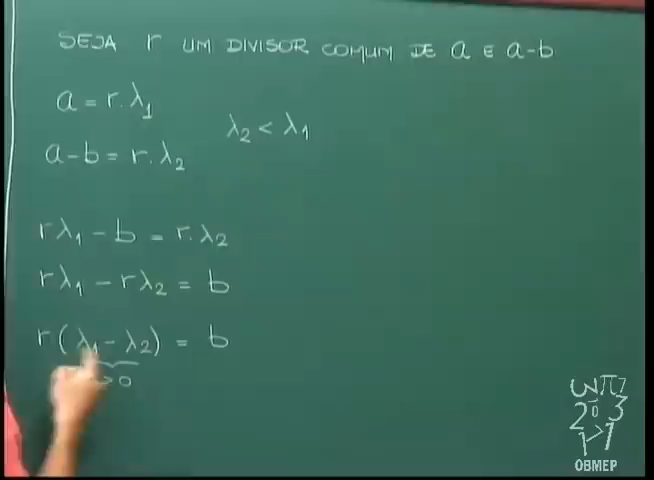 SEJA r UM DIVISOR COMUM DE a E a-b
a = r.λ1
λ2 < λ1
a-b = r.λ2
rλ1 - b = r.λ2
rλ1 - rλ2 = b
r(λ1 - λ2) = b
>0
OBMEP